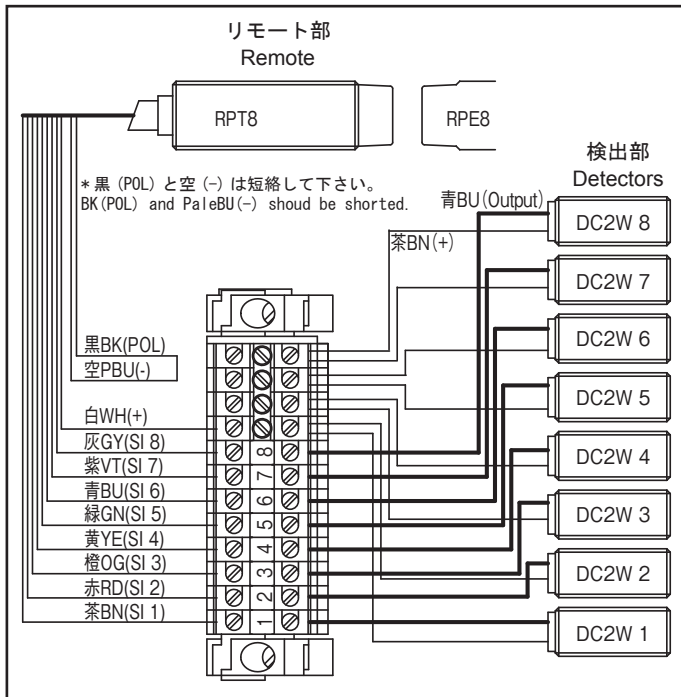 リモート部
Remote
RPT8
RPE8
検出部
Detectors
*黒 (POL) と空 (-) は短絡して下さい。
BK(POL) and PaleBU(-) shoud be shorted.
青BU(Output)
茶BN(+)
DC2W 8
DC2W 7
DC2W 6
DC2W 5
DC2W 4
DC2W 3
DC2W 2
DC2W 1
黒BK(POL)
空PBU(-)
白WH(+)
灰GY(SI 8)
紫VT(SI 7)
青BU(SI 6)
緑GN(SI 5)
黄YE(SI 4)
橙OG(SI 3)
赤RD(SI 2)
茶BN(SI 1)
8
7
6
5
4
3
2
1